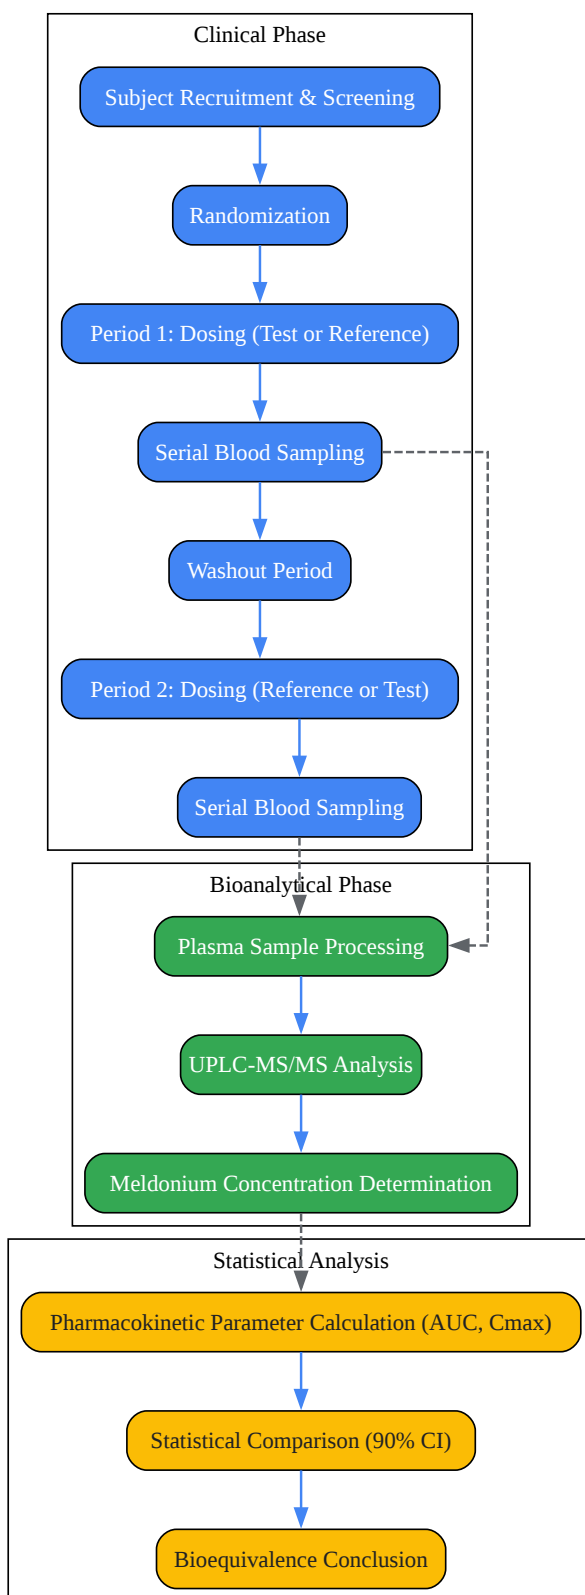 Clinical Phase
Subject Recruitment & Screening
Randomization
Period 1: Dosing (Test or Reference)
Serial Blood Sampling
Washout Period
Period 2: Dosing (Reference or Test)
Serial Blood Sampling
Bioanalytical Phase
Plasma Sample Processing
UPLC-MS/MS Analysis
Meldonium Concentration Determination
Statistical Analysis
Pharmacokinetic Parameter Calculation (AUC, Cmax)
Statistical Comparison (90% CI)
Bioequivalence Conclusion